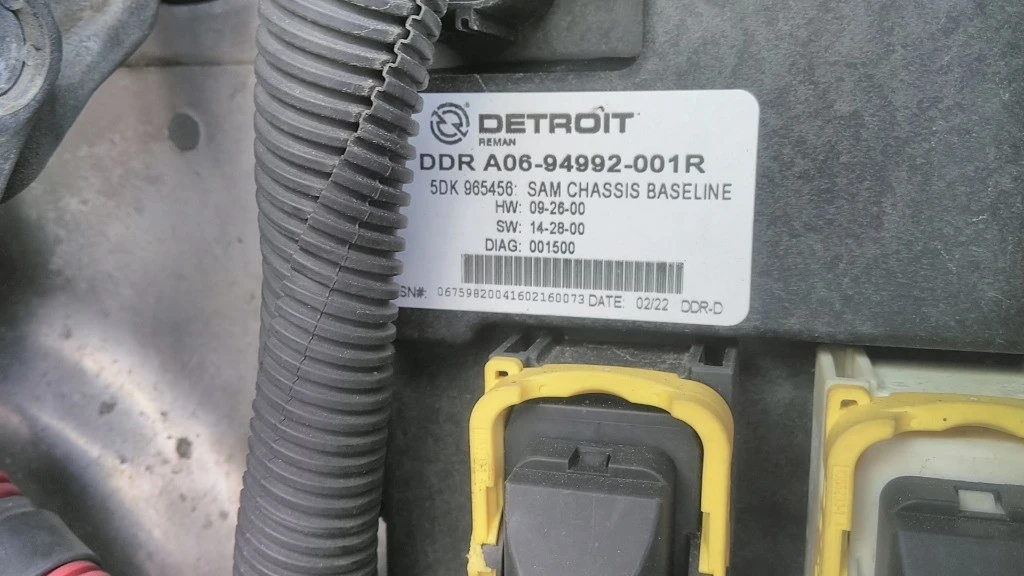 DETROIT
REMAN
DDR A06-94992-001R
5DK 965456: SAM CHASSIS BASELINE
HW: 09-26-00
SW: 14-28-00
DIAG: 001500
SN#: 06759820041602160073 DATE: 02/22 DDR-D